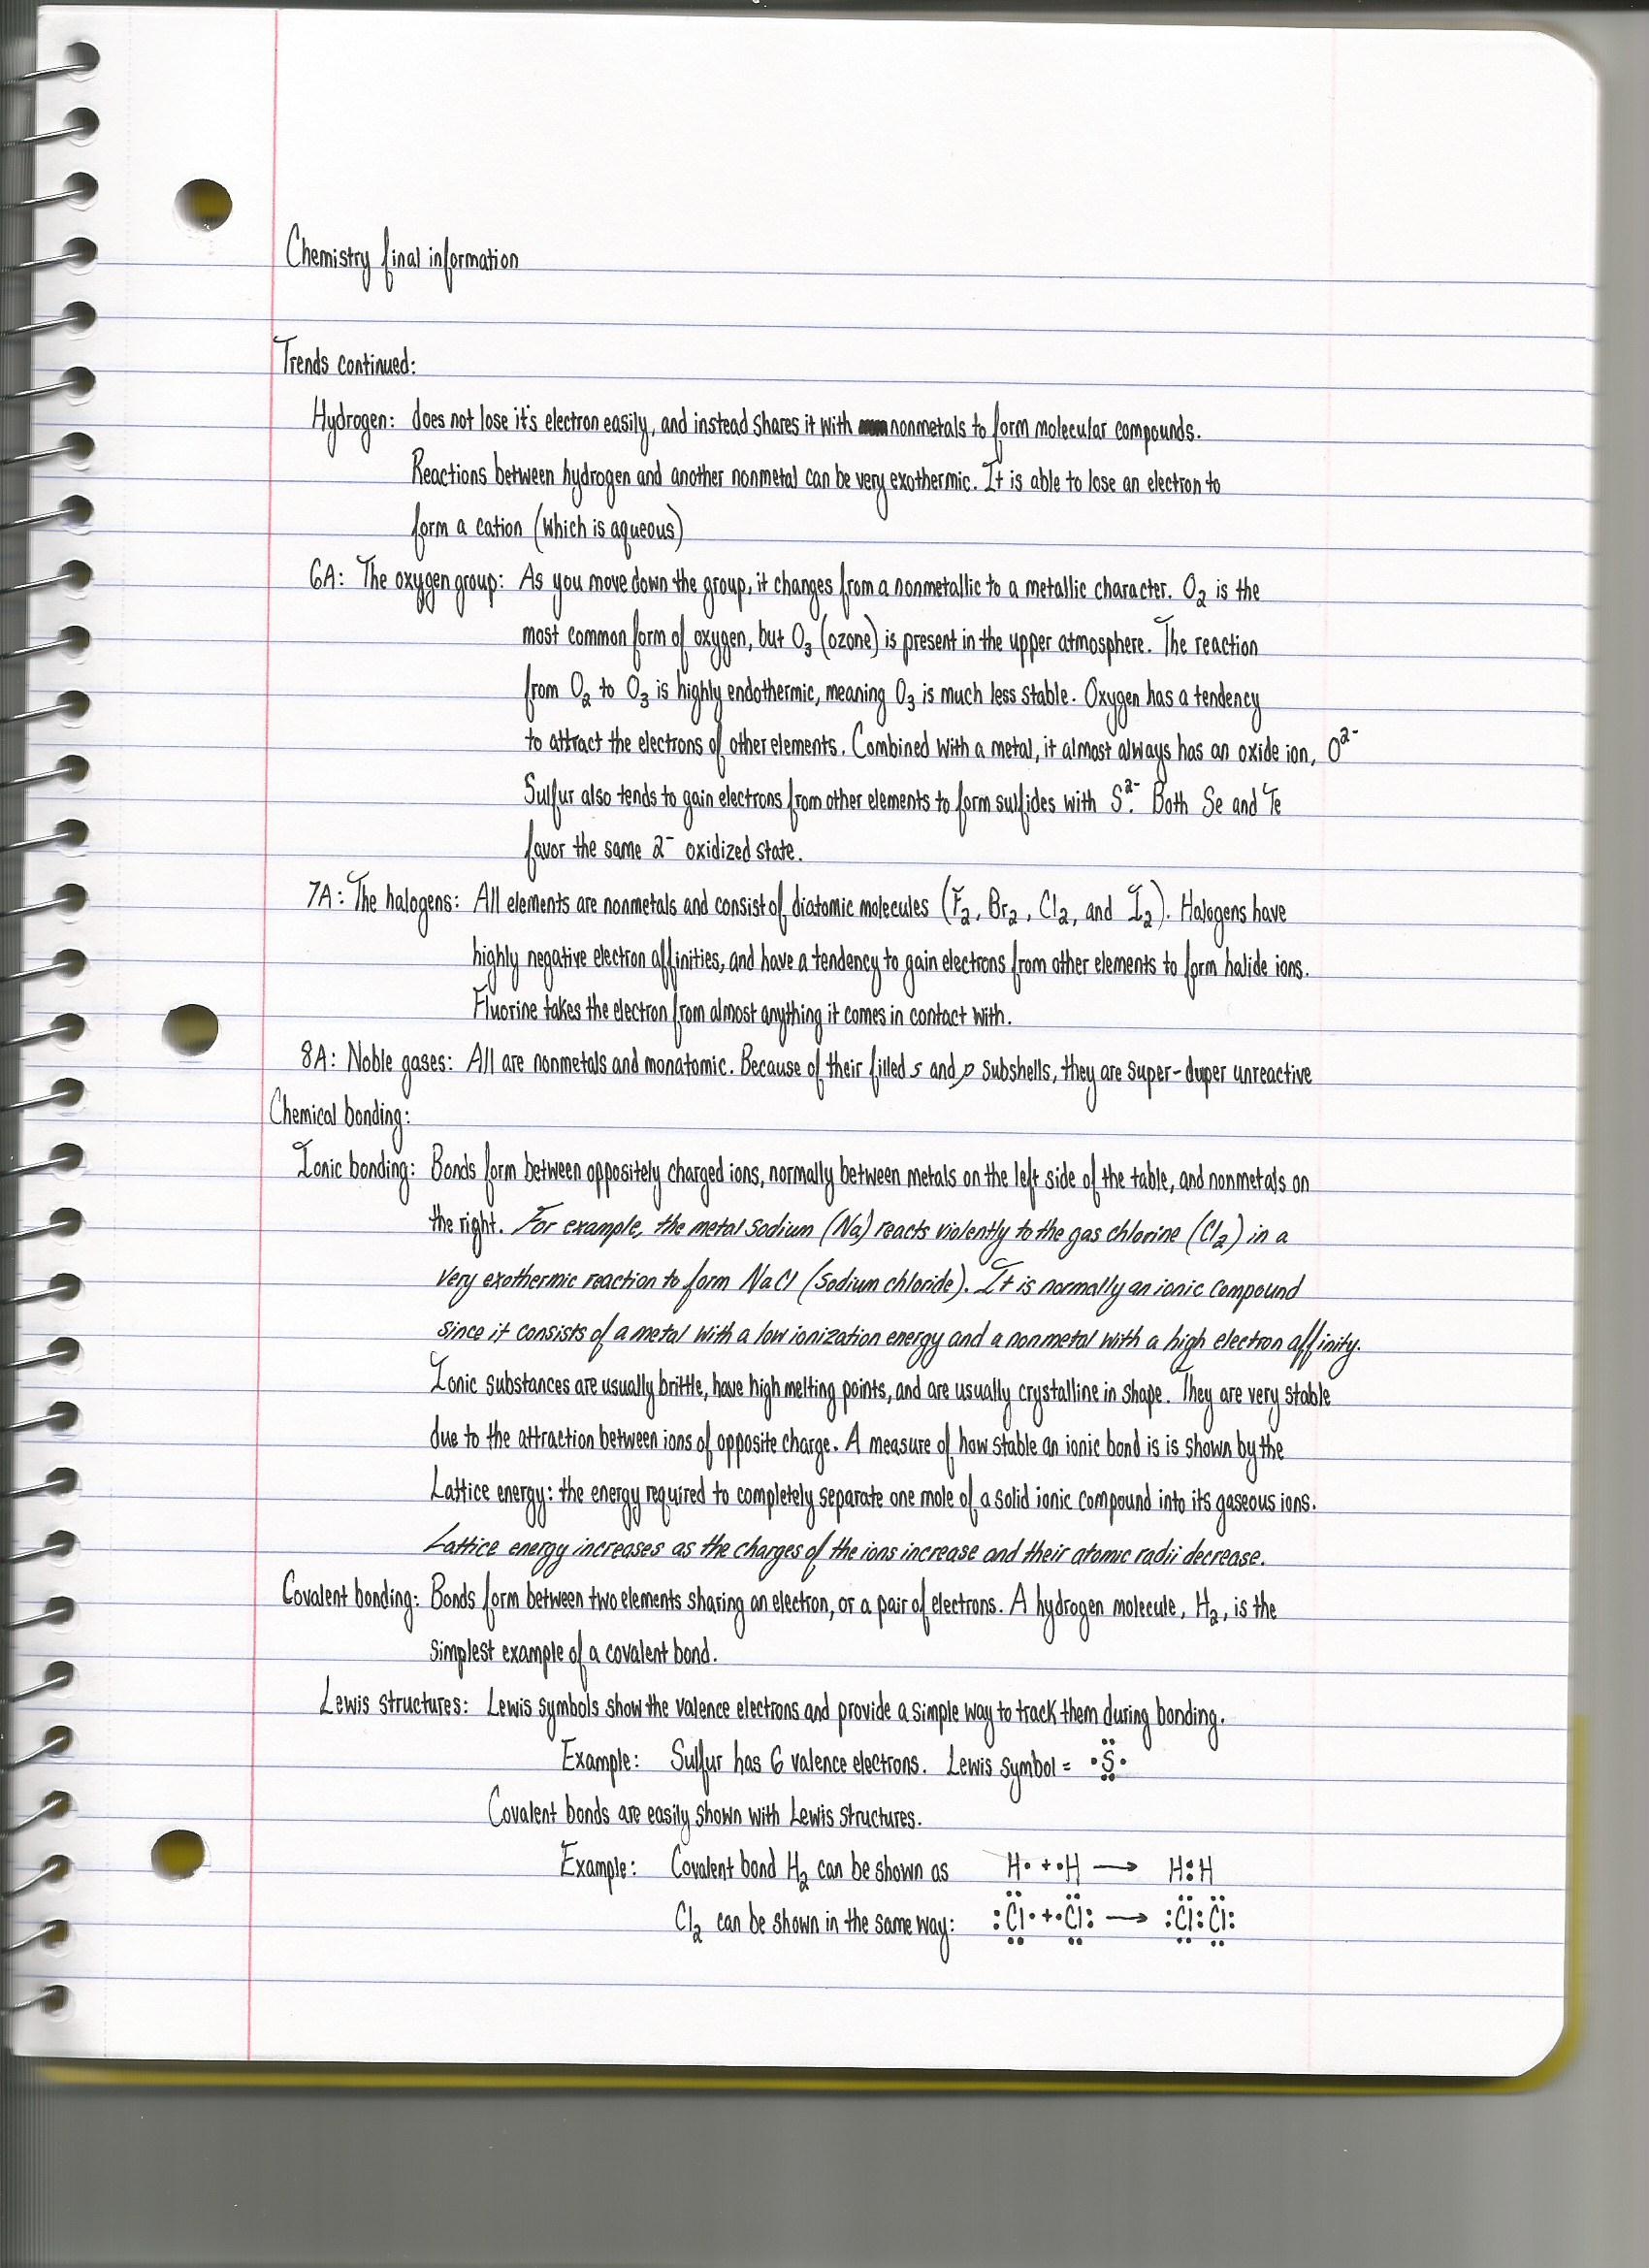 Chemistry final information
Trends continued:
Hydrogen: does not lose it's electron easily, and instead shares it with nonmetals to form molecular compounds.
Reactions between hydrogen and another nonmetal can be very exothermic. It is able to lose an electron to
form a cation (which is aqueous)
6A: The oxygen group: As you move down the group, it changes from a nonmetallic to a metallic character. O₂ is the
most common form of oxygen, but O₃ (ozone) is present in the upper atmosphere. The reaction
from O₂ to O₃ is highly endothermic, meaning O₃ is much less stable. Oxygen has a tendency
to attract the electrons of other elements. Combined with a metal, it almost always has an oxide ion, O²⁻
Sulfur also tends to gain electrons from other elements to form sulfides with S²⁻. Both Se and Te
favor the same 2⁻ oxidized state.
7A: The halogens: All elements are nonmetals and consist of diatomic molecules (F₂, Br₂, Cl₂, and I₂). Halogens have
highly negative electron affinities, and have a tendency to gain electrons from other elements to form halide ions.
Fluorine takes the electron from almost anything it comes in contact with.
8A: Noble gases: All are nonmetals and monatomic. Because of their filled s and p subshells, they are super-duper unreactive
Chemical bonding:
Ionic bonding: Bonds form between oppositely charged ions, normally between metals on the left side of the table, and nonmetals on
the right. For example, the metal sodium (Na) reacts violently to the gas chlorine (Cl₂) in a
very exothermic reaction to form NaCl (Sodium chloride). It is normally an ionic compound
since it consists of a metal with a low ionization energy and a nonmetal with a high electron affinity.
Ionic substances are usually brittle, have high melting points, and are usually crystalline in shape. They are very stable
due to the attraction between ions of opposite charge. A measure of how stable an ionic bond is is shown by the
Lattice energy: the energy required to completely separate one mole of a solid ionic compound into its gaseous ions.
Lattice energy increases as the charges of the ions increase and their atomic radii decrease.
Covalent bonding: Bonds form between two elements sharing an electron, or a pair of electrons. A hydrogen molecule, H₂, is the
simplest example of a covalent bond.
Lewis structures: Lewis symbols show the valence electrons and provide a simple way to track them during bonding.
Example: Sulfur has 6 valence electrons. Lewis symbol = ·S·
Covalent bonds are easily shown with Lewis structures.
Example: Covalent bond H₂ can be shown as H· + ·H → H:H
Cl₂ can be shown in the same way: :Cl· + ·Cl: → :Cl:Cl: